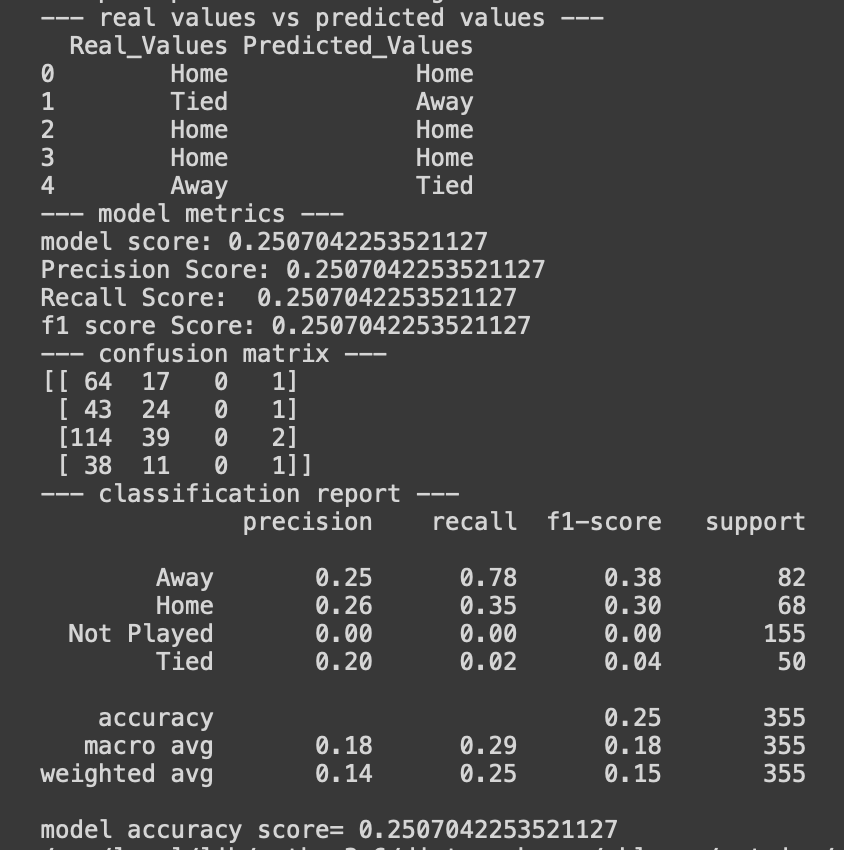 --- real values vs predicted values ---
  Real_Values Predicted_Values
0        Home             Home
1        Tied             Away
2        Home             Home
3        Home             Home
4        Away             Tied
--- model metrics ---
model score: 0.2507042253521127
Precision Score: 0.2507042253521127
Recall Score:  0.2507042253521127
f1 score Score: 0.2507042253521127
--- confusion matrix ---
[[ 64  17   0   1]
 [ 43  24   0   1]
 [114  39   0   2]
 [ 38  11   0   1]]
--- classification report ---
              precision    recall  f1-score   support

        Away       0.25      0.78      0.38        82
        Home       0.26      0.35      0.30        68
  Not Played       0.00      0.00      0.00       155
        Tied       0.20      0.02      0.04        50

    accuracy                           0.25       355
   macro avg       0.18      0.29      0.18       355
weighted avg       0.14      0.25      0.15       355

model accuracy score= 0.2507042253521127